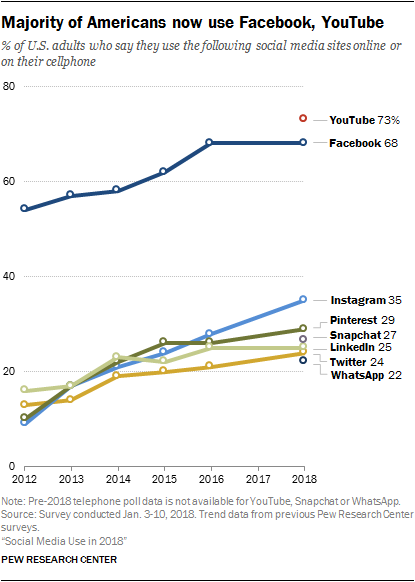 Majority of Americans now use Facebook, YouTube
% of U.S. adults who say they use the following social media sites online or
on their cellphone
80
YouTube 73%
Facebook 68
60
40
Instagram 35
Pinterest 29
Snapchat 27
LinkedIn 25
Twitter 24
WhatsApp 22
20
0
2012 2013 2014 2015 2016 2017 2018
Note: Pre-2018 telephone poll data is not available for YouTube, Snapchat or WhatsApp.
Source: Survey conducted Jan. 3-10, 2018. Trend data from previous Pew Research Center
surveys.
“Social Media Use in 2018”
PEW RESEARCH CENTER